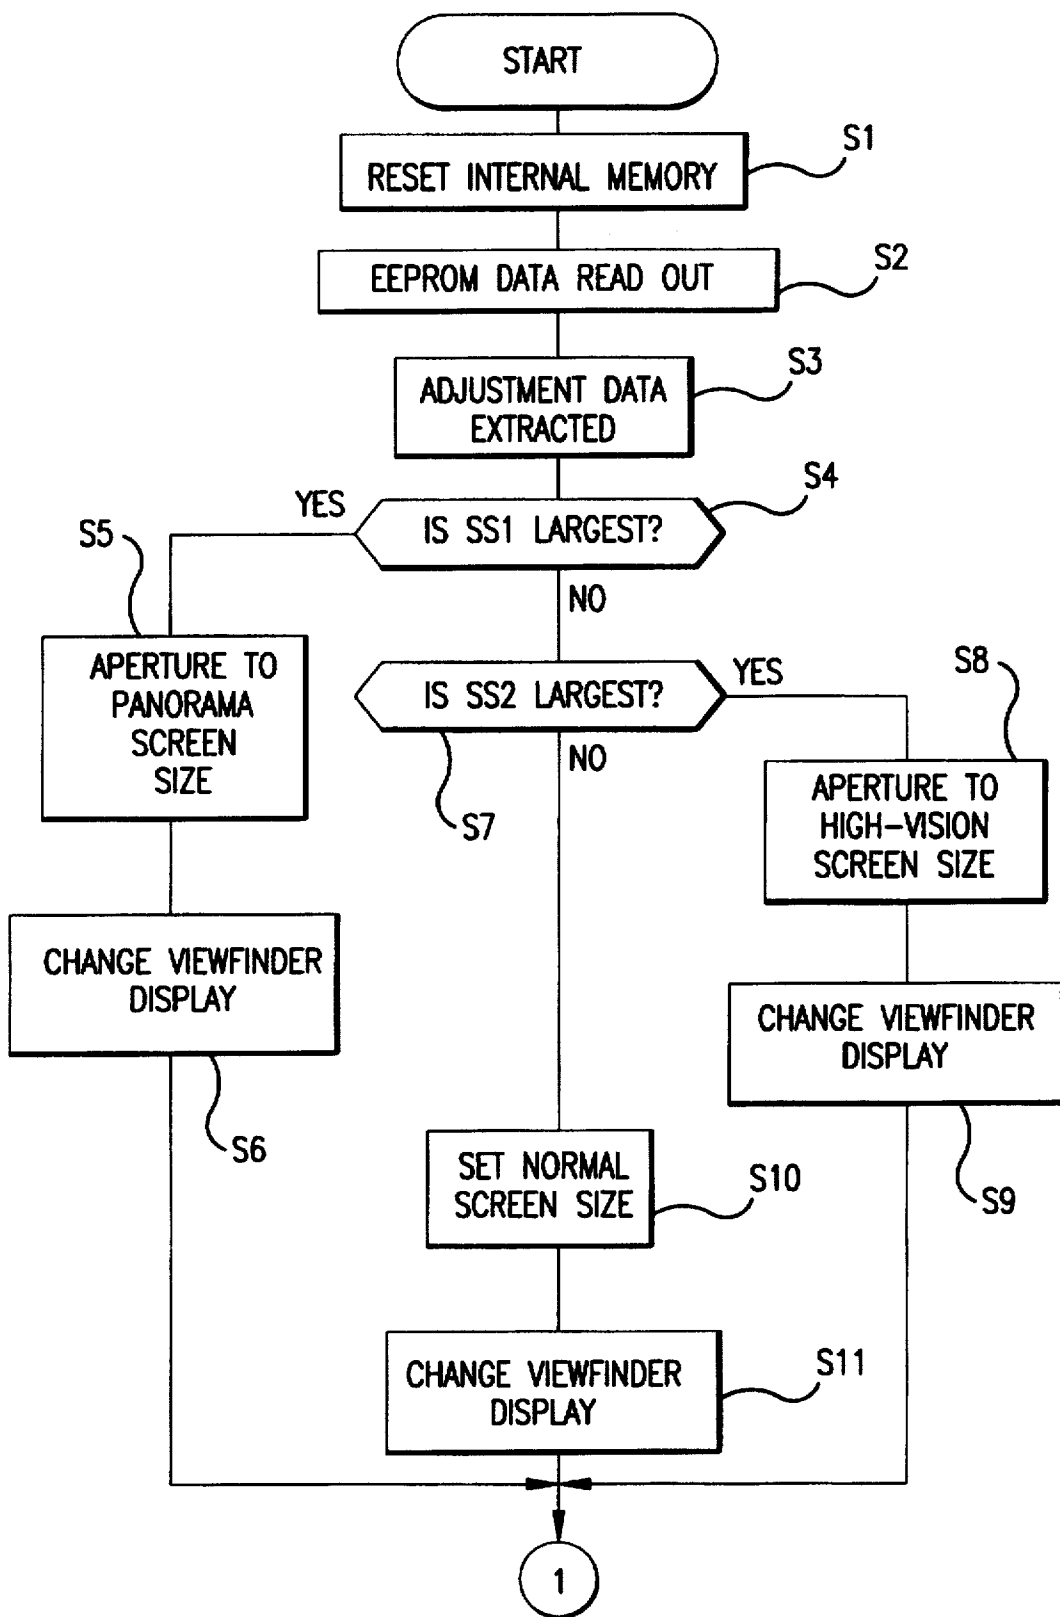 START
S1
RESET INTERNAL MEMORY
S2
EEPROM DATA READ OUT
S3
ADJUSTMENT DATA
EXTRACTED
S4
YES
IS SS1 LARGEST?
S5
NO
APERTURE TO
PANORAMA
SCREEN
SIZE
IS SS2 LARGEST?
YES
S8
NO
S7
APERTURE TO
HIGH-VISION
SCREEN SIZE
CHANGE VIEWFINDER
DISPLAY
S6
CHANGE VIEWFINDER
DISPLAY
S9
SET NORMAL
SCREEN SIZE
S10
CHANGE VIEWFINDER
DISPLAY
S11
1